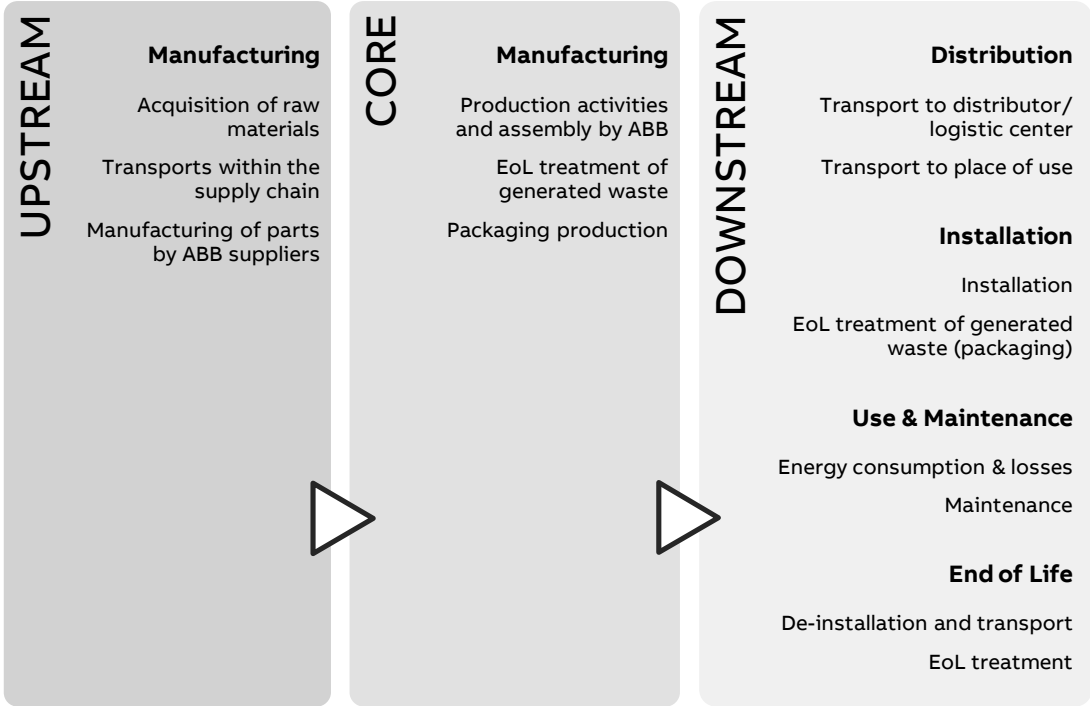 UPSTREAM
Manufacturing
Acquisition of raw
materials
Transports within the
supply chain
Manufacturing of parts
by ABB suppliers
CORE
Manufacturing
Production activities
and assembly by ABB
EoL treatment of
generated waste
Packaging production
DOWNSTREAM
Distribution
Transport to distributor/
logistic center
Transport to place of use
Installation
Installation
EoL treatment of generated
waste (packaging)
Use & Maintenance
Energy consumption & losses
Maintenance
End of Life
De-installation and transport
EoL treatment